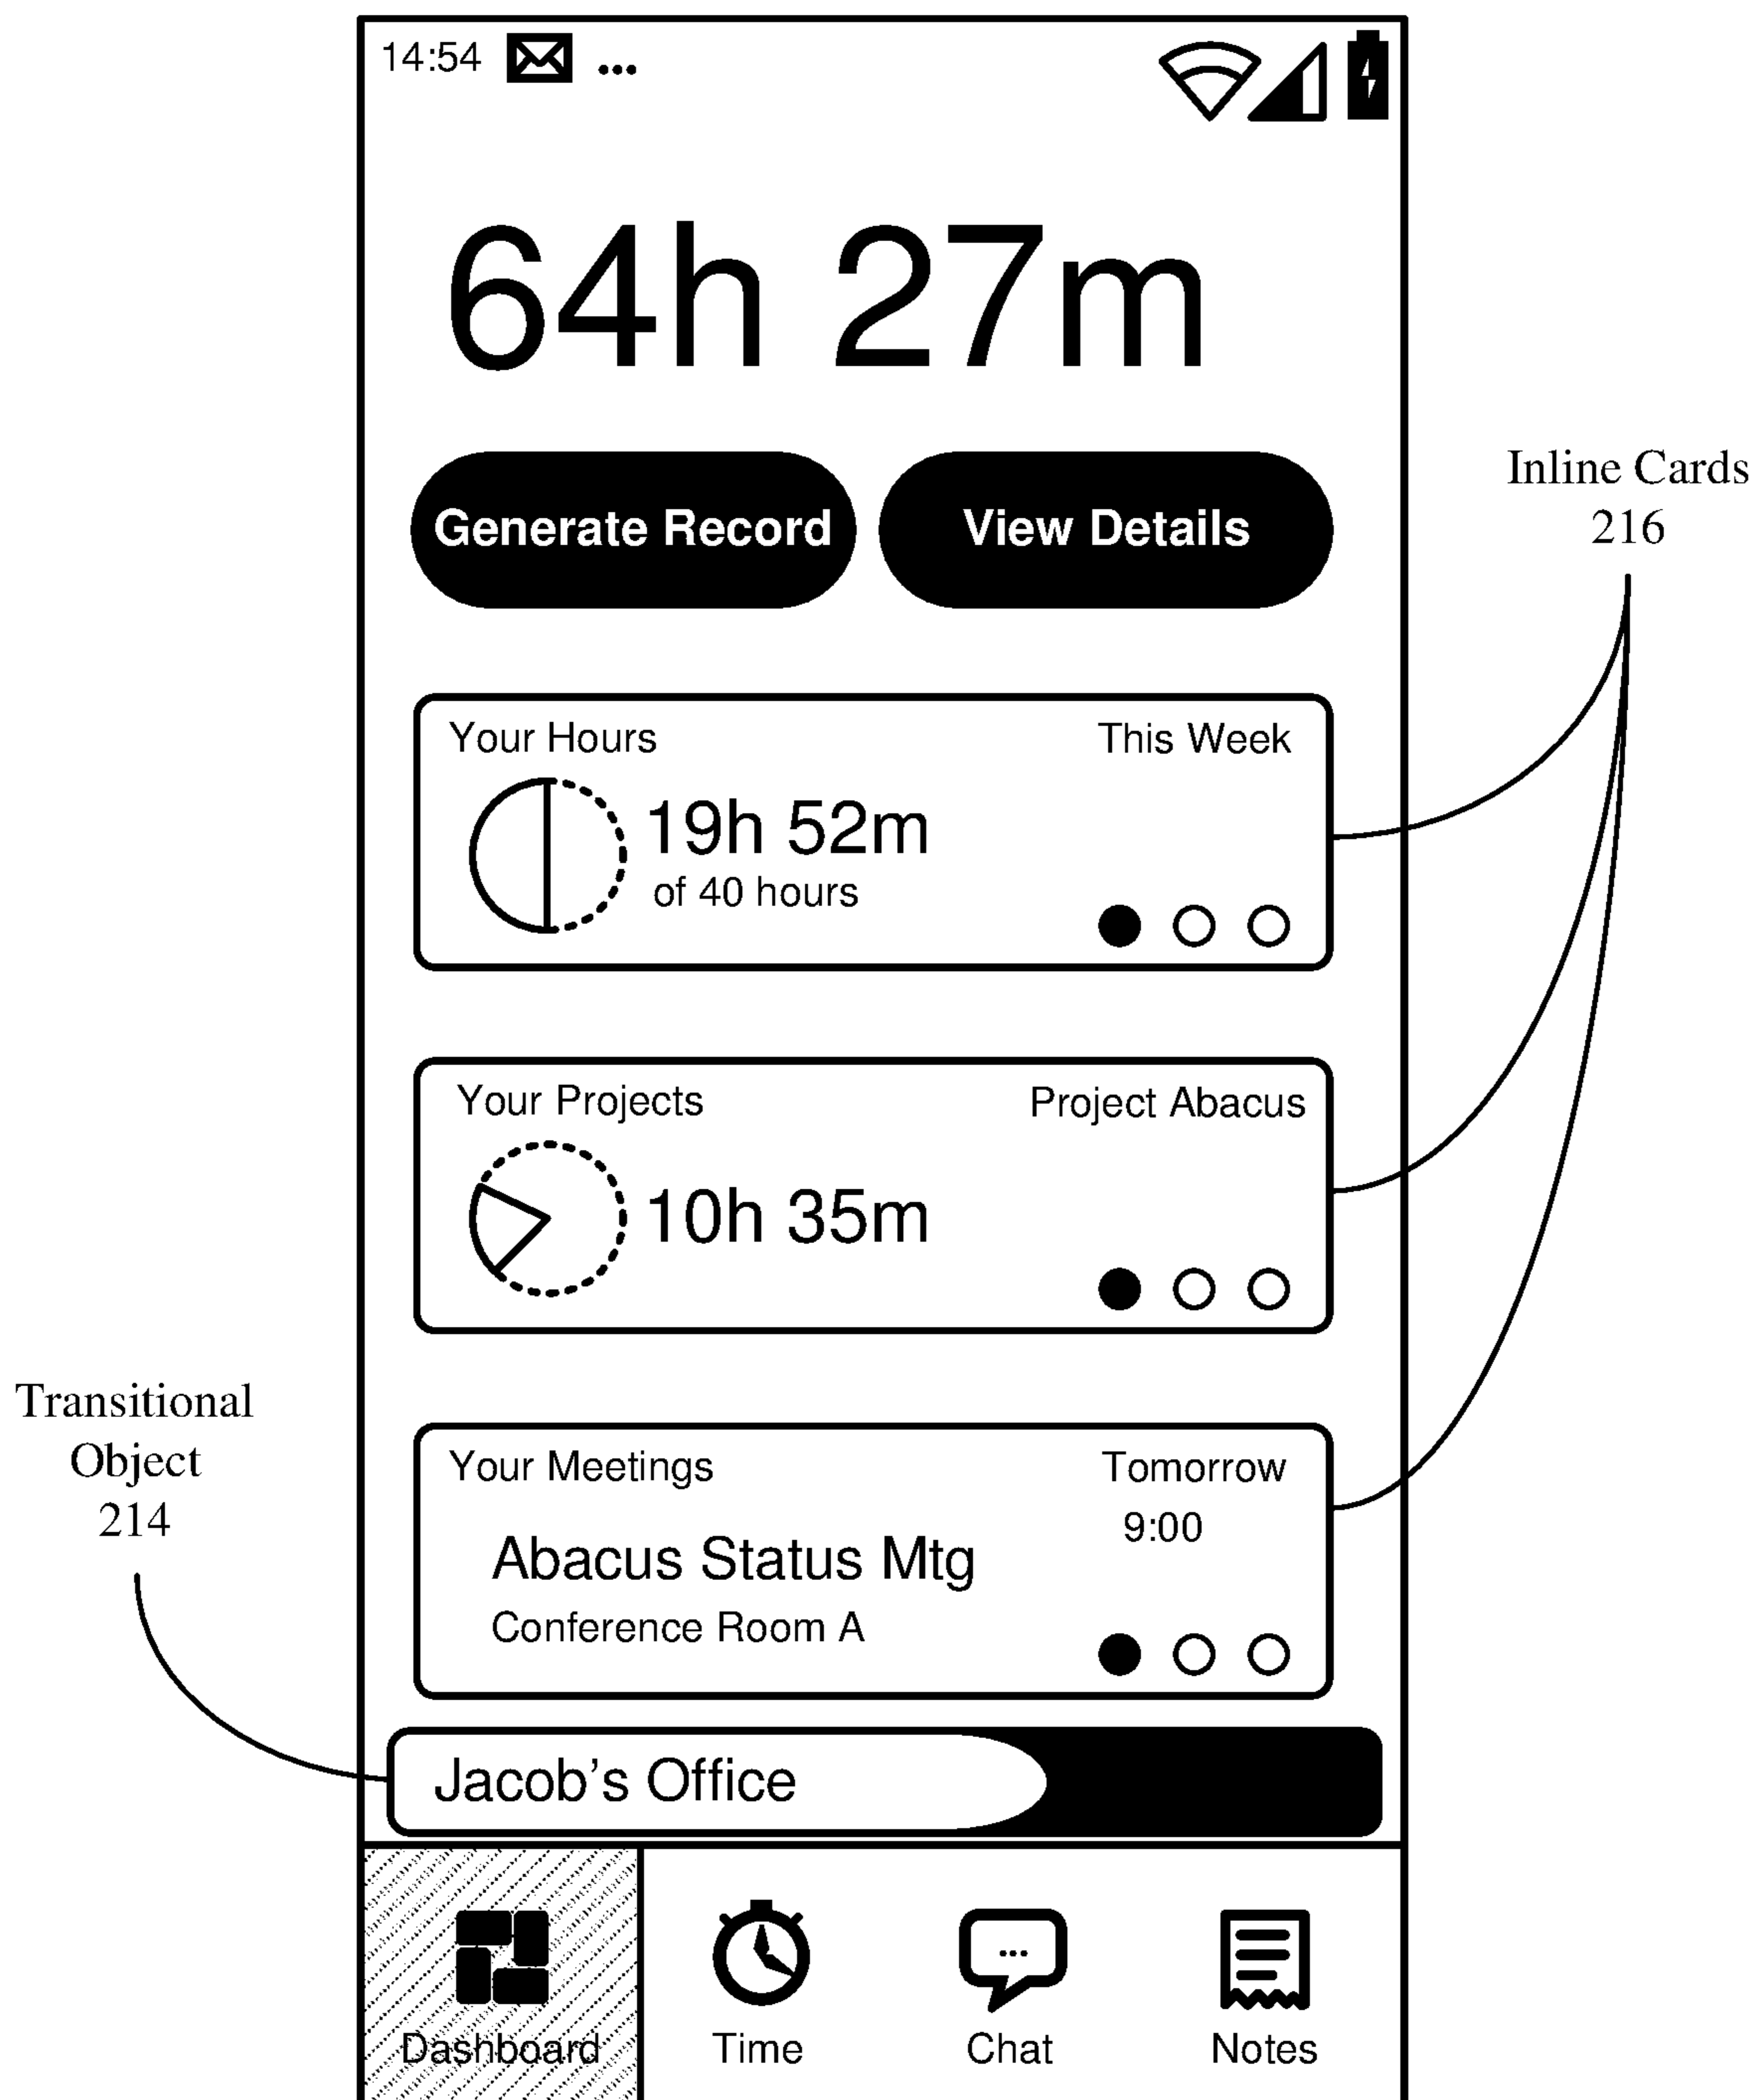 14:54
64h 27m
Generate Record
View Details
Inline Cards
216
Your Hours
This Week
19h 52m
of 40 hours
Your Projects
Project Abacus
10h 35m
Transitional
Object
214
Your Meetings
Tomorrow
9:00
Abacus Status Mtg
Conference Room A
Jacob’s Office
Dashboard
Time
Chat
Notes